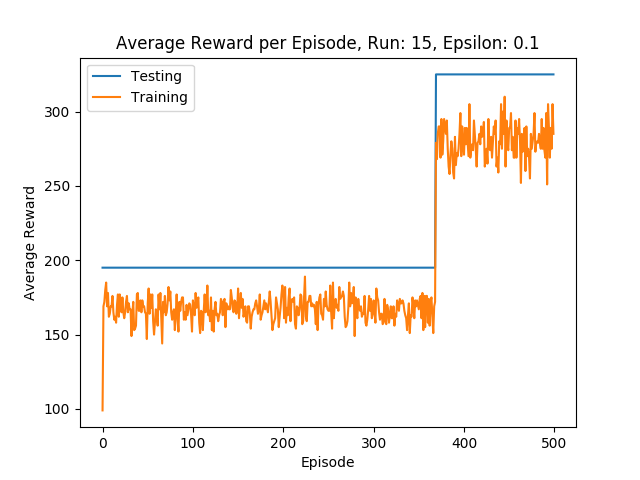 Average Reward per Episode, Run: 15, Epsilon: 0.1
Testing
Training
Average Reward
300
250
200
150
100
0
100
200
300
400
500
Episode